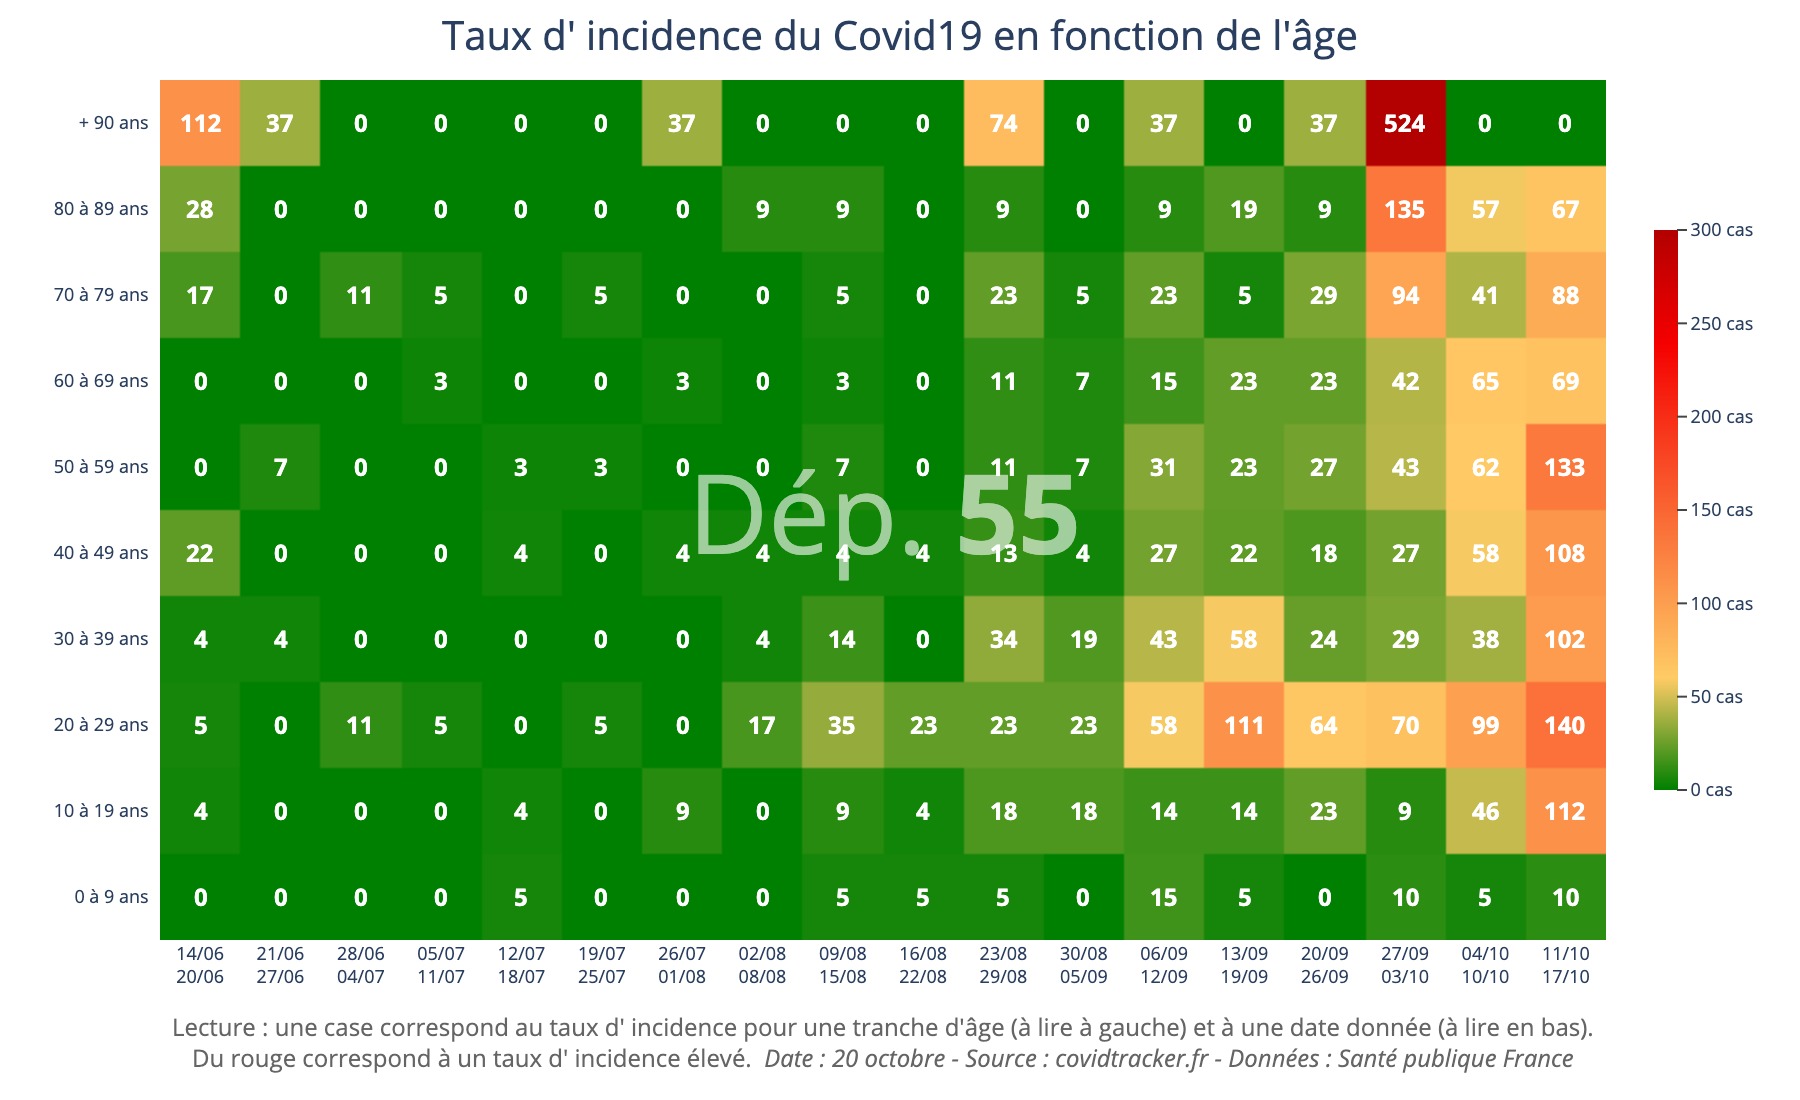 Taux d' incidence du Covid19 en fonction de l'âge
+ 90 ans 112 37 0 0 0 0 37 0 0 0 74 0 37 0 37 524 0 0
80 à 89 ans 28 0 0 0 0 0 0 9 9 0 9 0 9 19 9 135 57 67
70 à 79 ans 17 0 11 5 0 5 0 0 5 0 23 5 23 5 29 94 41 88
60 à 69 ans 0 0 0 3 0 0 3 0 3 0 11 7 15 23 23 42 65 69
50 à 59 ans 0 7 0 0 3 3 0 0 7 0 11 7 31 23 27 43 62 133
Dép. 55
40 à 49 ans 22 0 0 0 4 0 4 4 4 4 13 4 27 22 18 27 58 108
30 à 39 ans 4 4 0 0 0 0 0 4 14 0 34 19 43 58 24 29 38 102
20 à 29 ans 5 0 11 5 0 5 0 17 35 23 23 23 58 111 64 70 99 140
10 à 19 ans 4 0 0 0 4 0 9 0 9 4 18 18 14 14 23 9 46 112
0 à 9 ans 0 0 0 0 5 0 0 0 5 5 5 0 15 5 0 10 5 10
14/06 21/06 28/06 05/07 12/07 19/07 26/07 02/08 09/08 16/08 23/08 30/08 06/09 13/09 20/09 27/09 04/10 11/10
20/06 27/06 04/07 11/07 18/07 25/07 01/08 08/08 15/08 22/08 29/08 05/09 12/09 19/09 26/09 03/10 10/10 17/10
300 cas
250 cas
200 cas
150 cas
100 cas
50 cas
0 cas
Lecture : une case correspond au taux d' incidence pour une tranche d'âge (à lire à gauche) et à une date donnée (à lire en bas).
Du rouge correspond à un taux d' incidence élevé. Date : 20 octobre - Source : covidtracker.fr - Données : Santé publique France